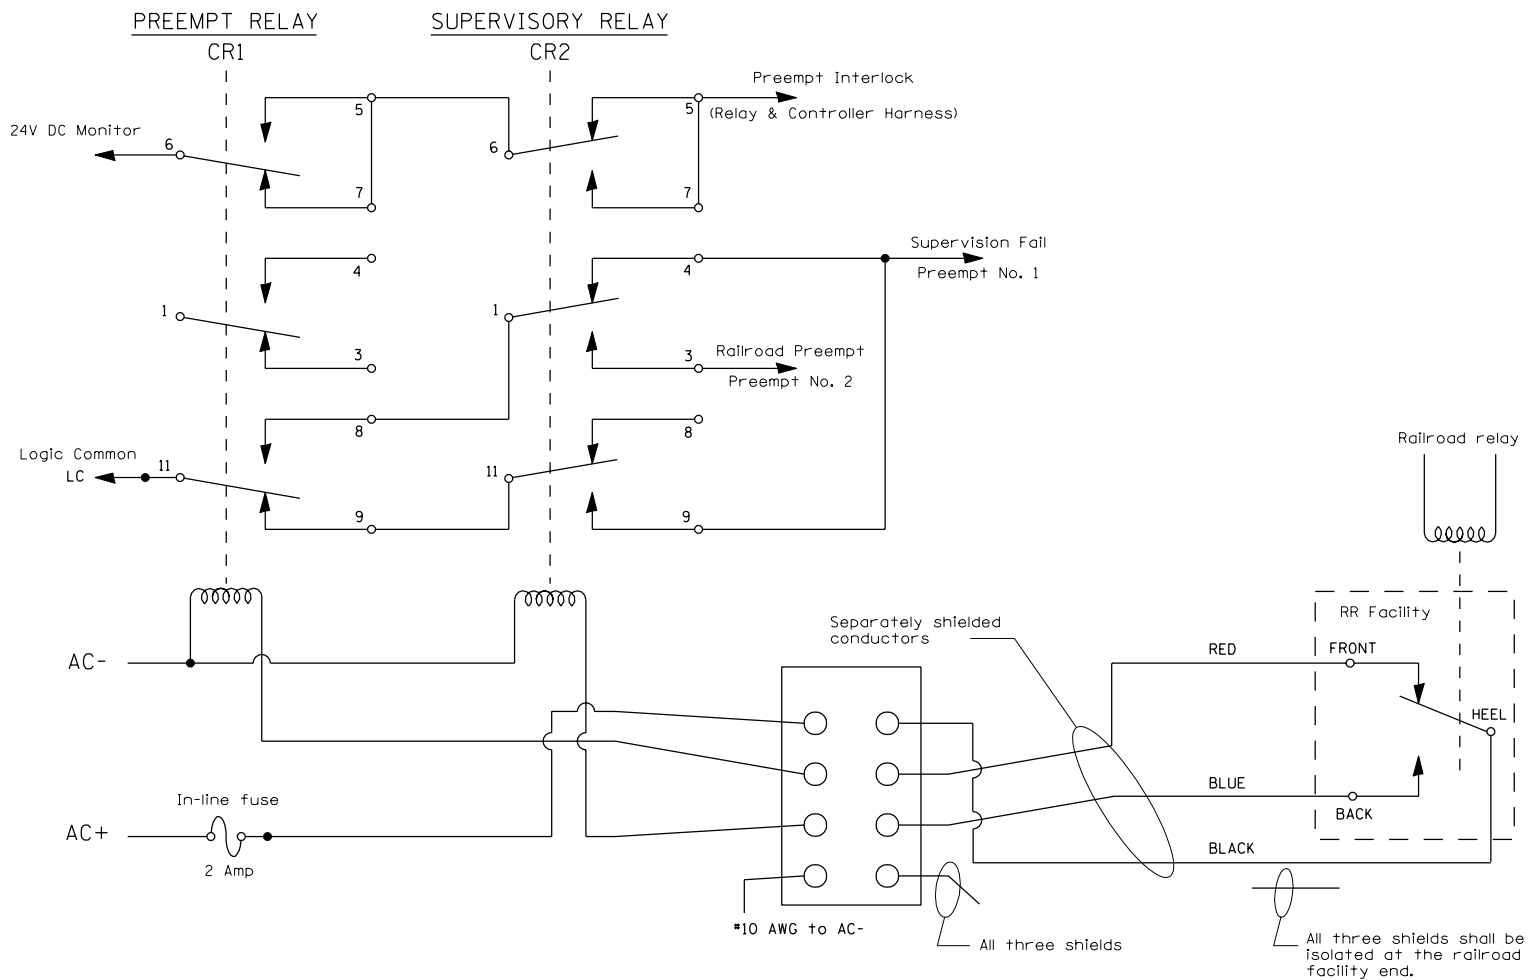 PREEMPT RELAY
SUPERVISORY RELAY
CR1
CR2
24V DC Monitor
6
5
7
6
5
7
Preempt Interlock
(Relay & Controller Harness)
1
4
3
1
4
3
Supervision Fail
Preempt No. 1
Railroad Preempt
Preempt No. 2
Logic Common
LC
11
8
9
11
8
9
Railroad relay
AC-
AC+
In-line fuse
2 Amp
Separately shielded
conductors
RR Facility
RED
FRONT
HEEL
BLUE
BACK
BLACK
#10 AWG to AC-
All three shields
All three shields shall be
isolated at the railroad
facility end.